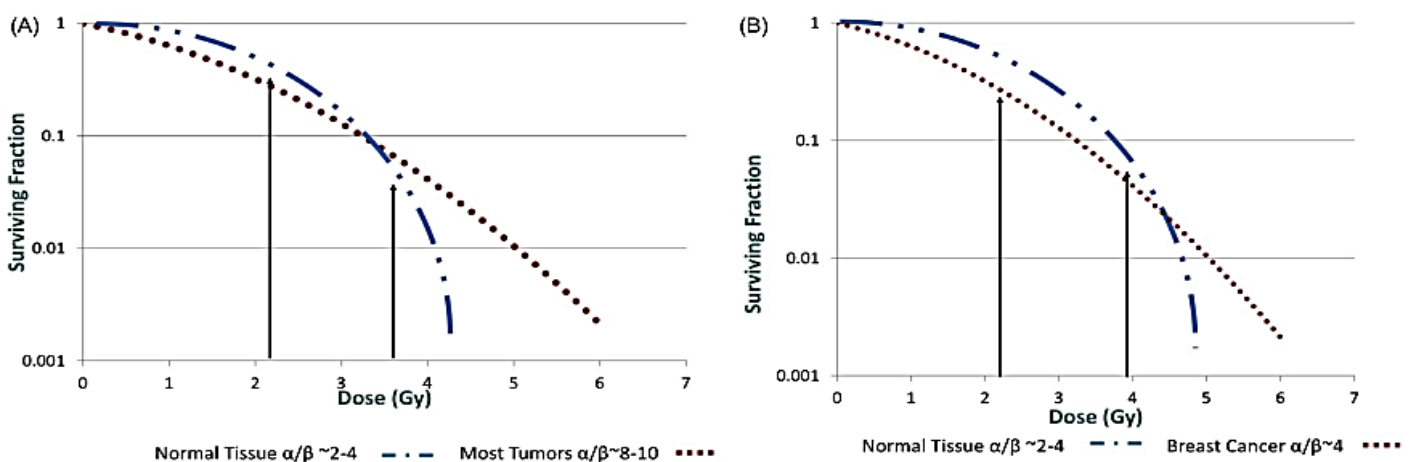 (A)
1
0.1
0.01
0.001
Surviving Fraction
0 1 2 3 4 5 6 7
Dose (Gy)
Normal Tissue α/β ~2-4 Most Tumors α/β~8-10
(B)
1
0.1
0.01
0.001
Surviving Fraction
0 1 2 3 4 5 6 7
Dose (Gy)
Normal Tissue α/β ~2-4 Breast Cancer α/β~4